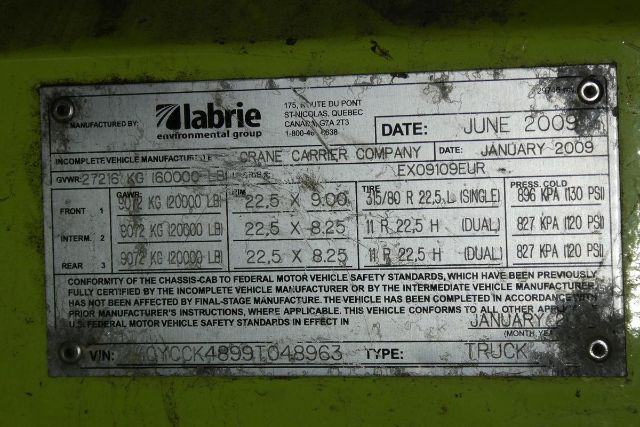 MANUFACTURED BY: labrie environmental group
175, ROUTE DU PONT
ST-NICOLAS, QUEBEC
CANADA, G7A 2T3
DATE: JUNE 2009
INCOMPLETE VEHICLE MANUFACTURED CRANE CARRIER COMPANY DATE: JANUARY 2009
GVWR: 27216 KG (60000 LB) EX09109EUR
GAWR RIM TIRE PRESS. COLD
FRONT 1 9072 KG (20000 LB) 22,5 X 9.00 315/80 R 22,5 L (SINGLE) 896 KPA (130 PSI)
INTERM. 2 9072 KG (20000 LB) 22,5 X 8.25 11 R 22,5 H (DUAL) 827 KPA (120 PSI)
REAR 3 9072 KG (20000 LB) 22,5 X 8.25 11 R 22,5 H (DUAL) 827 KPA (120 PSI)
CONFORMITY OF THE CHASSIS-CAB TO FEDERAL MOTOR VEHICLE SAFETY STANDARDS, WHICH HAVE BEEN PREVIOUSLY
FULLY CERTIFIED BY THE INCOMPLETE VEHICLE MANUFACTURER OR BY THE INTERMEDIATE VEHICLE MANUFACTURER
HAS NOT BEEN AFFECTED BY FINAL-STAGE MANUFACTURER. THE VEHICLE HAS BEEN COMPLETED IN ACCORDANCE WITH
PRIOR MANUFACTURER'S INSTRUCTIONS, WHERE APPLICABLE. THIS VEHICLE CONFORMS TO ALL OTHER APPLICABLE
U.S. FEDERAL MOTOR VEHICLE SAFETY STANDARDS IN EFFECT IN JANUARY
(MONTH, YEAR)
VIN: TYPE: TRUCK